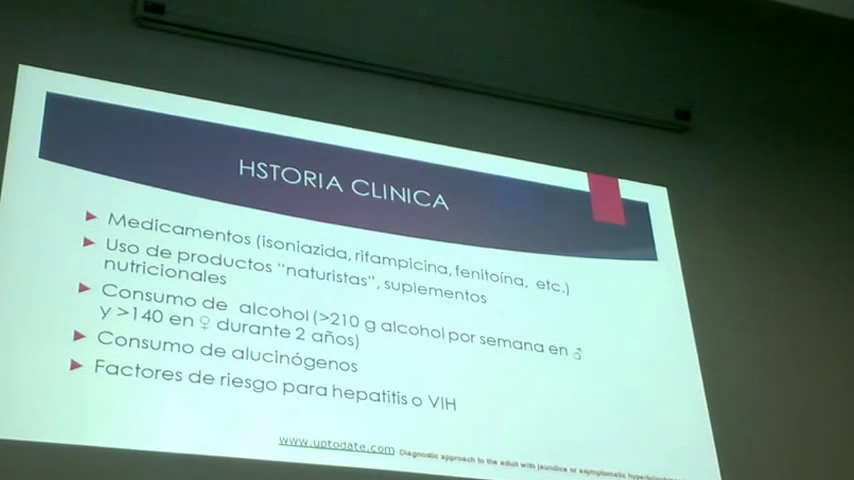 HSTORIA CLINICA
Medicamentos (isoniazida, rifampicina, fenitoína, etc.)
Uso de productos "naturistas", suplementos
nutricionales
Consumo de alcohol (>210 g alcohol por semana en ♂
y >140 en ♀ durante 2 años)
Consumo de alucinógenos
Factores de riesgo para hepatitis o VIH
www.uptodate.com Diagnostic approach to the adult with jaundice or asymptomatic